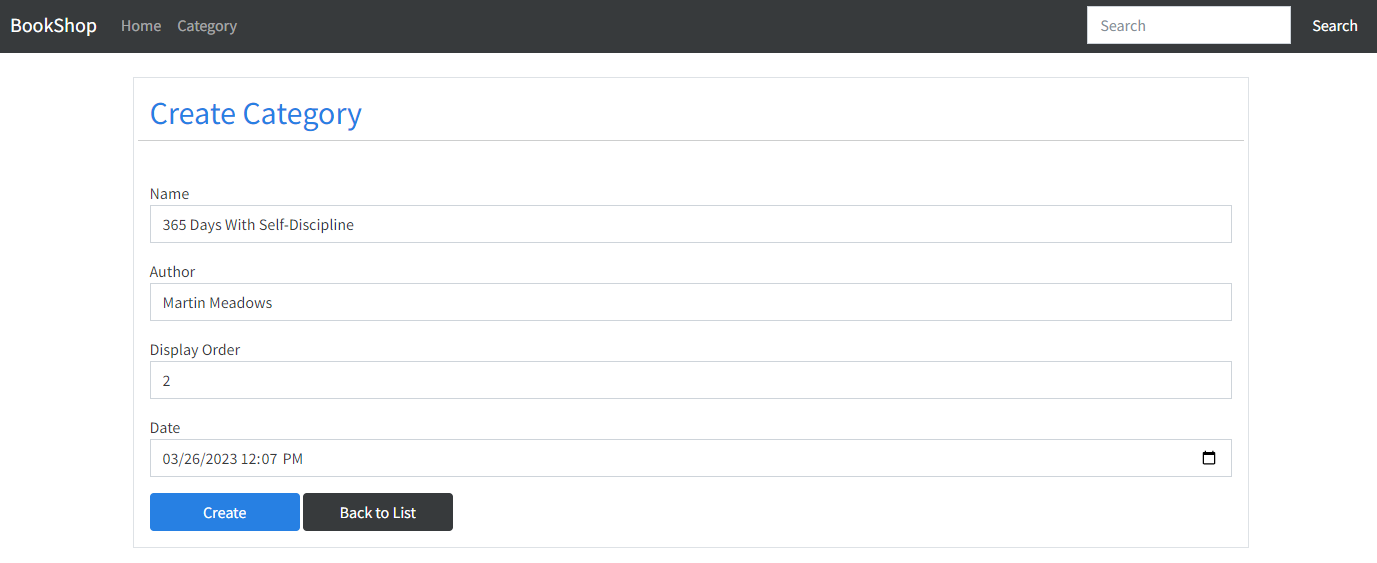 BookShop Home Category Search Search
Create Category
Name
365 Days With Self-Discipline
Author
Martin Meadows
Display Order
2
Date
03/26/2023 12:07 PM
Create Back to List